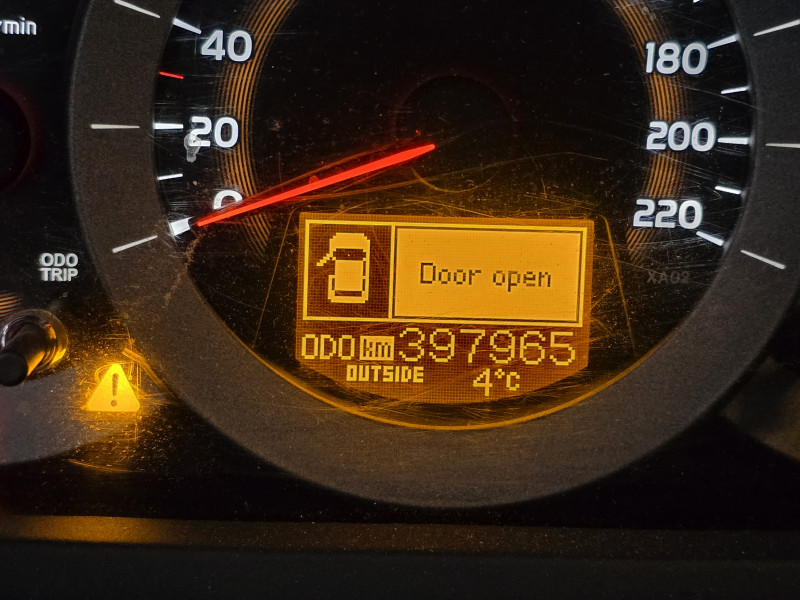 /min
40
20
0
180
200
220
ODO
TRIP
XA02
Door open
ODO km 397965
OUTSIDE 4°C